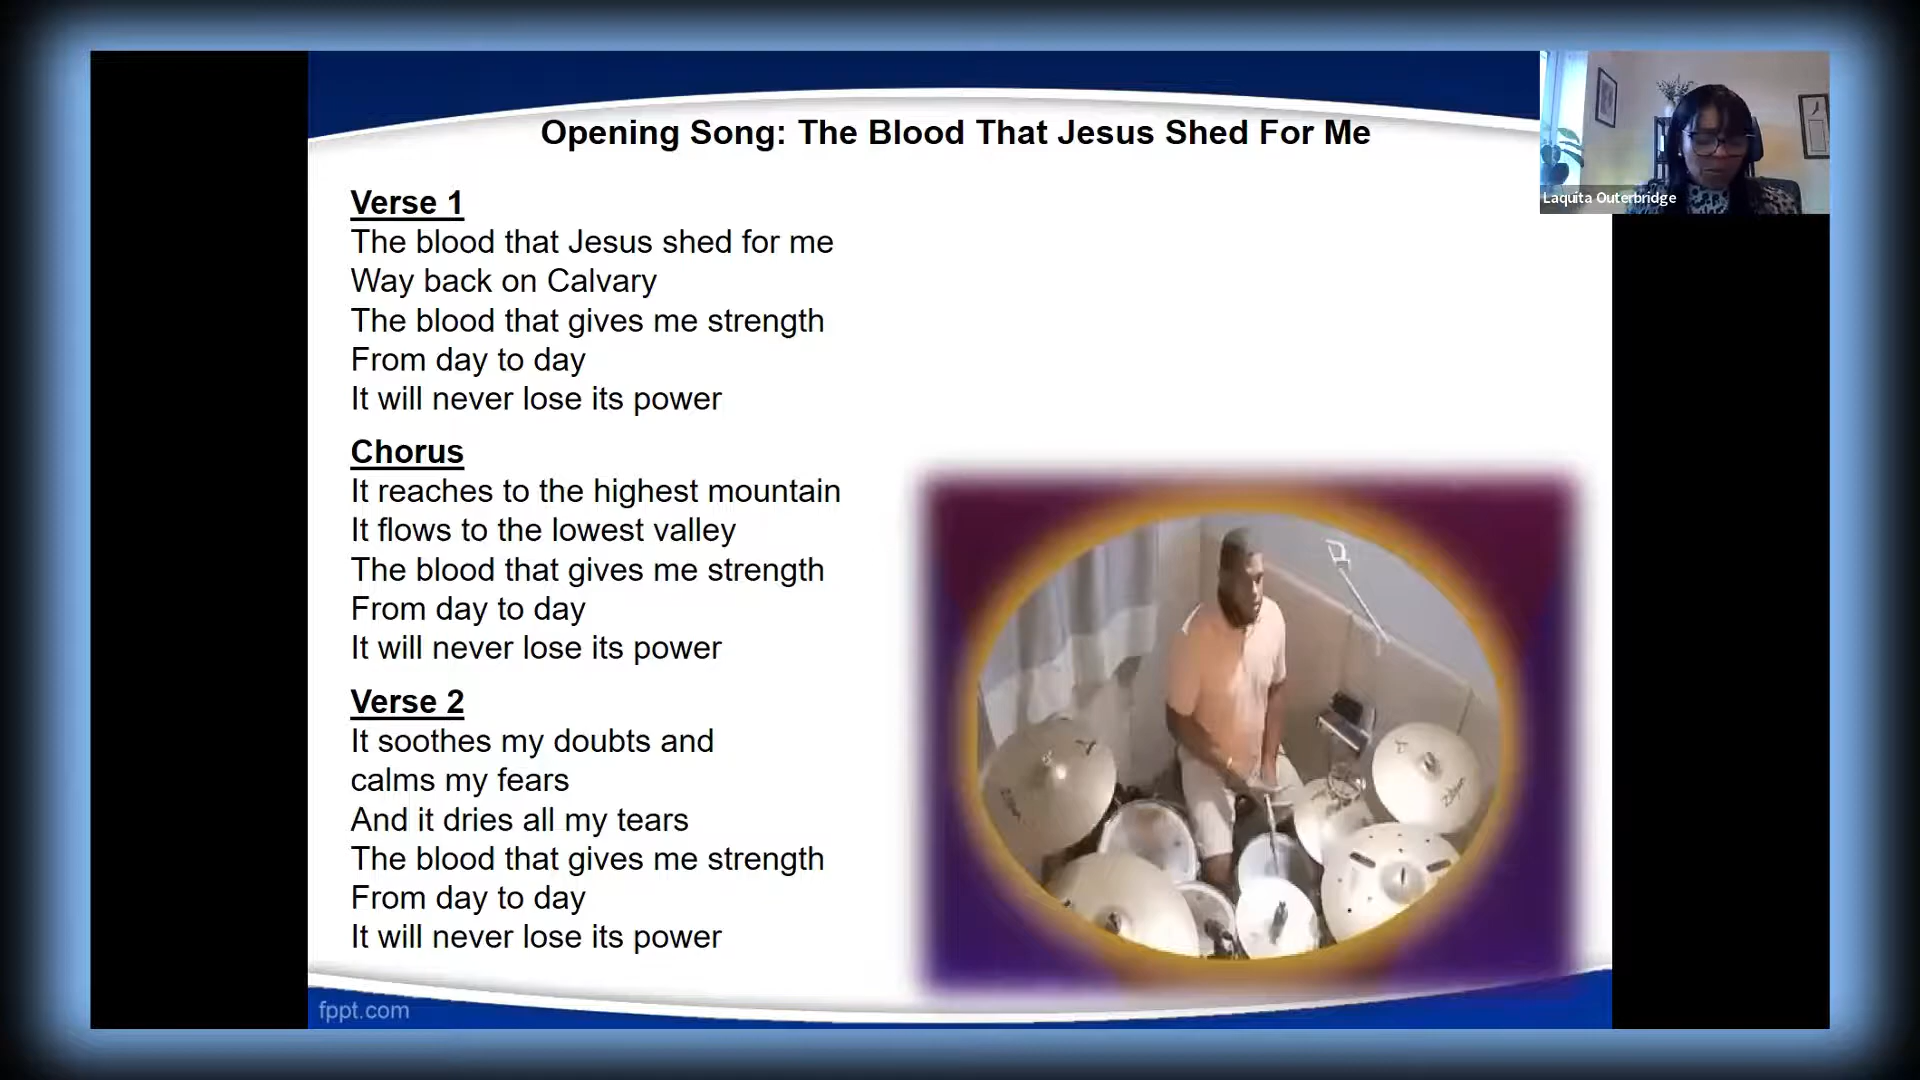 Opening Song: The Blood That Jesus Shed For Me
Laquita Outerbridge
Verse 1
The blood that Jesus shed for me
Way back on Calvary
The blood that gives me strength
From day to day
It will never lose its power
Chorus
It reaches to the highest mountain
It flows to the lowest valley
The blood that gives me strength
From day to day
It will never lose its power
Verse 2
It soothes my doubts and
calms my fears
And it dries all my tears
The blood that gives me strength
From day to day
It will never lose its power
Zildjian
fppt.com